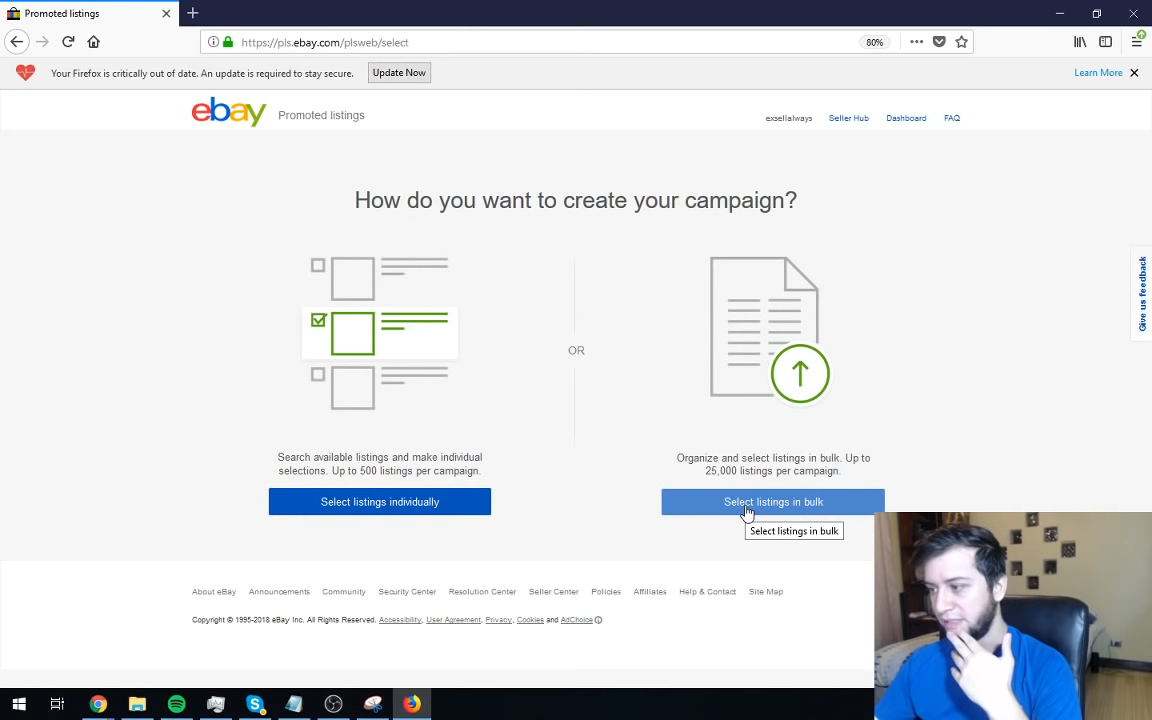 Promoted listings
https://pls.ebay.com/plsweb/select
80%
Your Firefox is critically out of date. An update is required to stay secure.
Update Now
Learn More
ebay
Promoted listings
exsellalways
Seller Hub
Dashboard
FAQ
How do you want to create your campaign?
Give us feedback
OR
Search available listings and make individual
selections. Up to 500 listings per campaign.
Select listings individually
Organize and select listings in bulk. Up to
25,000 listings per campaign.
Select listings in bulk
Select listings in bulk
About eBay Announcements Community Security Center Resolution Center Seller Center Policies Affiliates Help & Contact Site Map
Copyright © 1995-2018 eBay Inc. All Rights Reserved. Accessibility, User Agreement, Privacy, Cookies and AdChoice